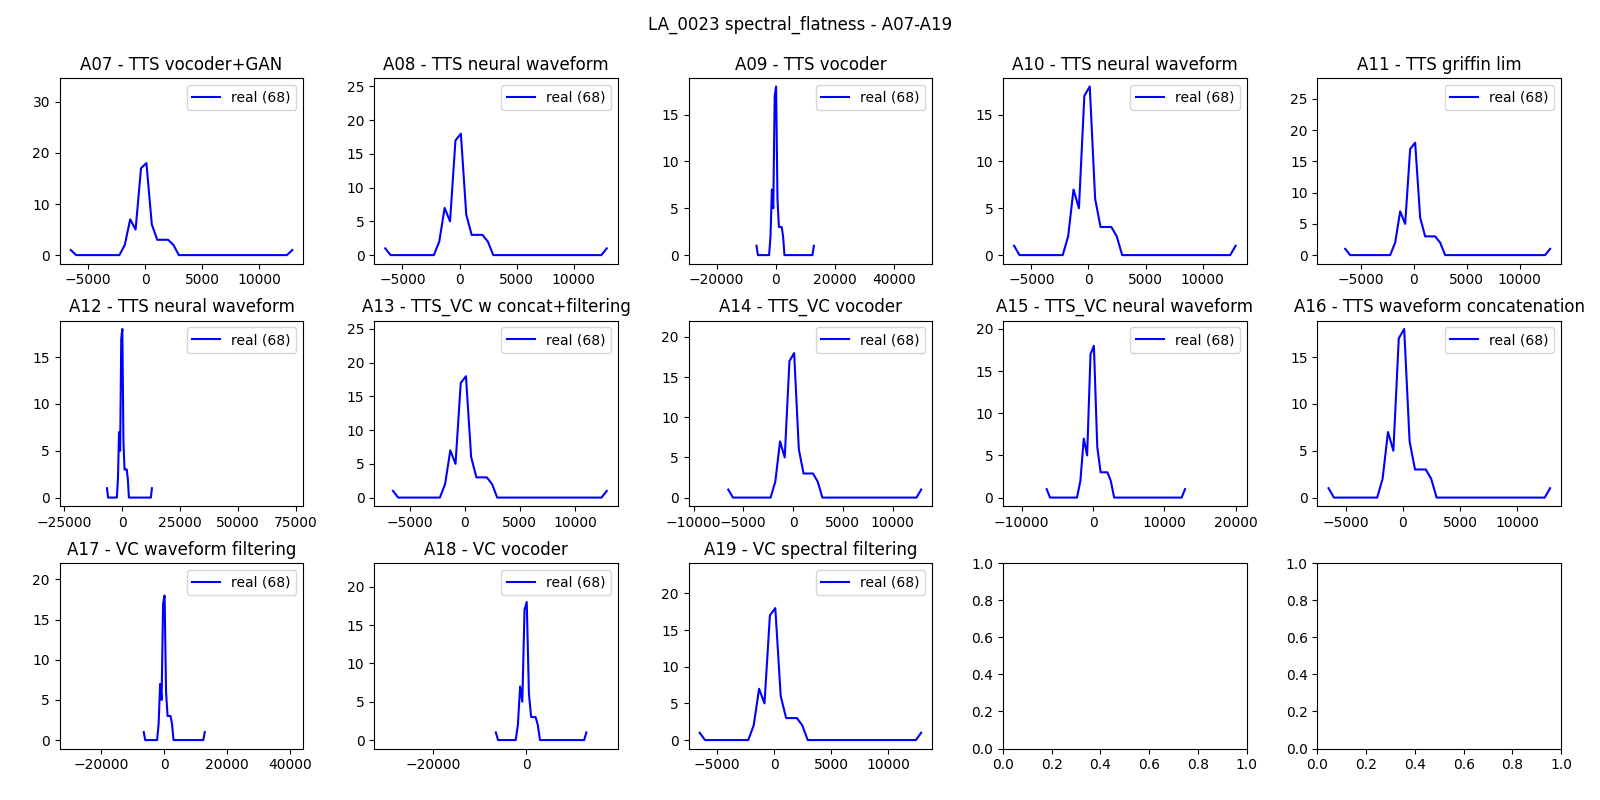 LA_0023 spectral_flatness - A07-A19
A07 - TTS vocoder+GAN
real (68)
30
20
10
0
−5000 0 5000 10000
A08 - TTS neural waveform
real (68)
25
20
15
10
5
0
−5000 0 5000 10000
A09 - TTS vocoder
real (68)
15
10
5
0
−20000 0 20000 40000
A10 - TTS neural waveform
real (68)
15
10
5
0
−5000 0 5000 10000
A11 - TTS griffin lim
real (68)
25
20
15
10
5
0
−5000 0 5000 10000
A12 - TTS neural waveform
real (68)
15
10
5
0
−25000 0 25000 50000 75000
A13 - TTS_VC w concat+filtering
real (68)
25
20
15
10
5
0
−5000 0 5000 10000
A14 - TTS_VC vocoder
real (68)
20
15
10
5
0
−10000 −5000 0 5000 10000
A15 - TTS_VC neural waveform
real (68)
20
15
10
5
0
−10000 0 10000 20000
A16 - TTS waveform concatenation
real (68)
15
10
5
0
−5000 0 5000 10000
A17 - VC waveform filtering
real (68)
20
15
10
5
0
−20000 0 20000 40000
A18 - VC vocoder
real (68)
20
15
10
5
0
−20000 0
A19 - VC spectral filtering
real (68)
20
15
10
5
0
−5000 0 5000 10000
1.0
0.8
0.6
0.4
0.2
0.0
0.0 0.2 0.4 0.6 0.8 1.0
1.0
0.8
0.6
0.4
0.2
0.0
0.0 0.2 0.4 0.6 0.8 1.0